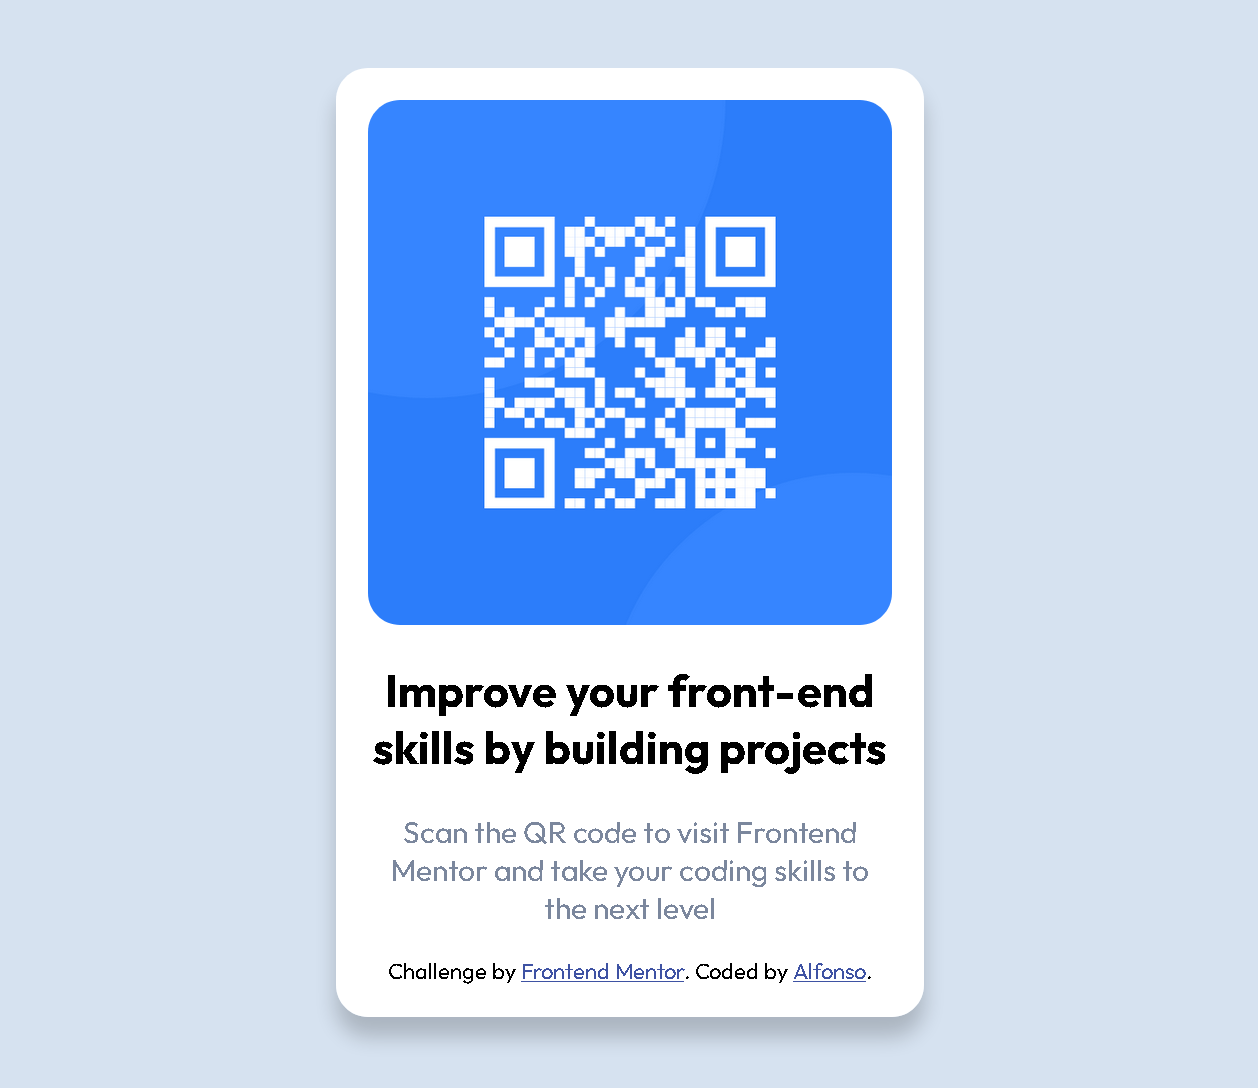 Improve your front-end
skills by building projects
Scan the QR code to visit Frontend
Mentor and take your coding skills to
the next level
Challenge by Frontend Mentor. Coded by Alfonso.